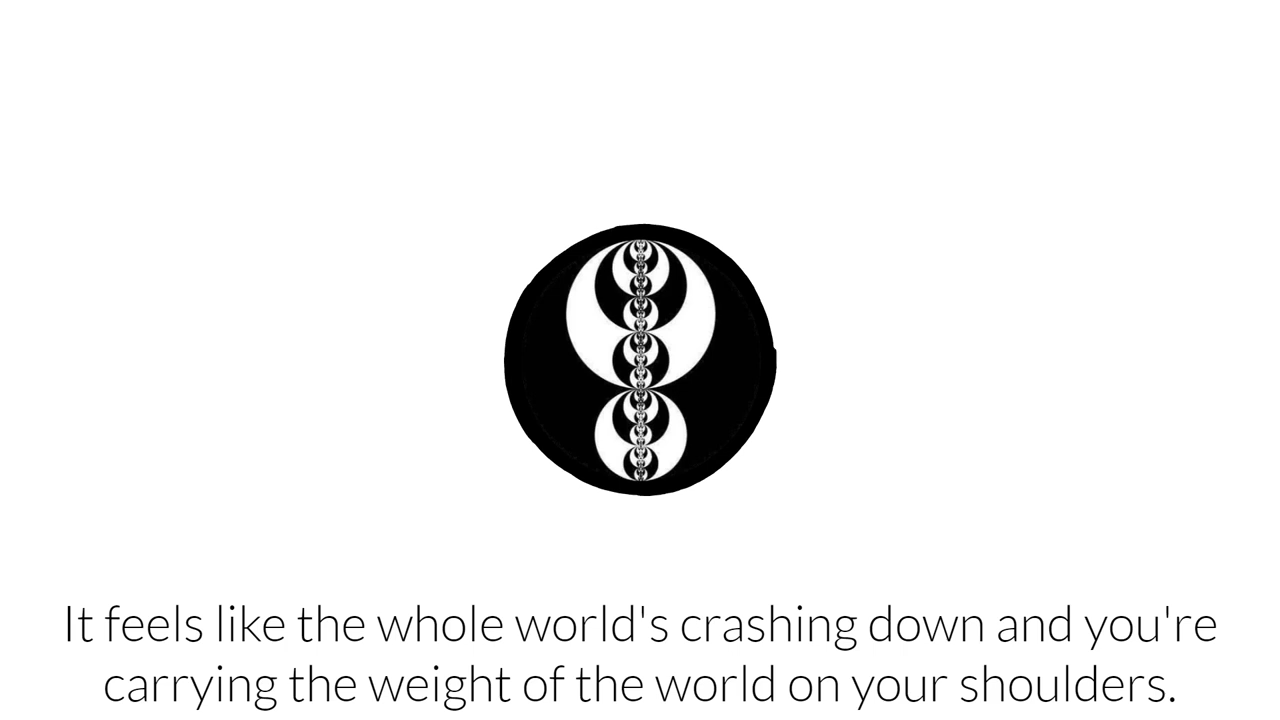 It feels like the whole world's crashing down and you're
carrying the weight of the world on your shoulders.